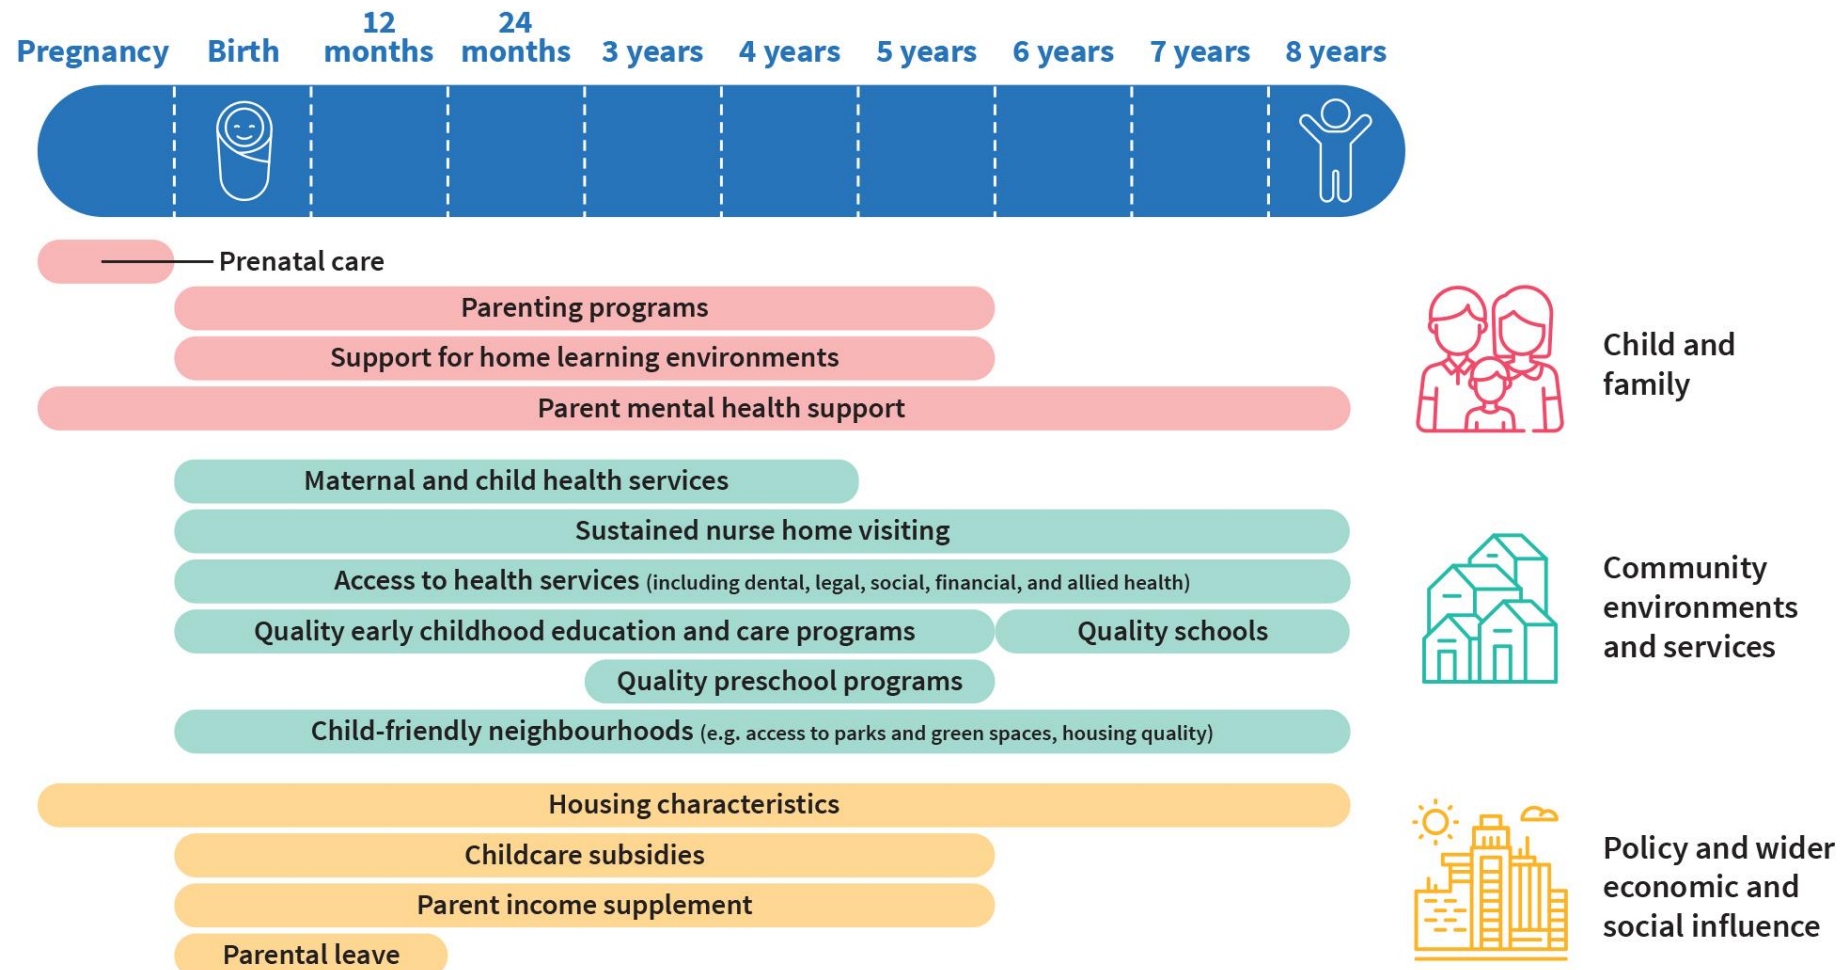 Pregnancy Birth 12 months 24 months 3 years 4 years 5 years 6 years 7 years 8 years
Prenatal care
Parenting programs
Support for home learning environments
Parent mental health support
Child and
family
Maternal and child health services
Sustained nurse home visiting
Access to health services (including dental, legal, social, financial, and allied health)
Quality early childhood education and care programs Quality schools
Quality preschool programs
Child-friendly neighbourhoods (e.g. access to parks and green spaces, housing quality)
Community
environments
and services
Housing characteristics
Childcare subsidies
Parent income supplement
Parental leave
Policy and wider
economic and
social influence